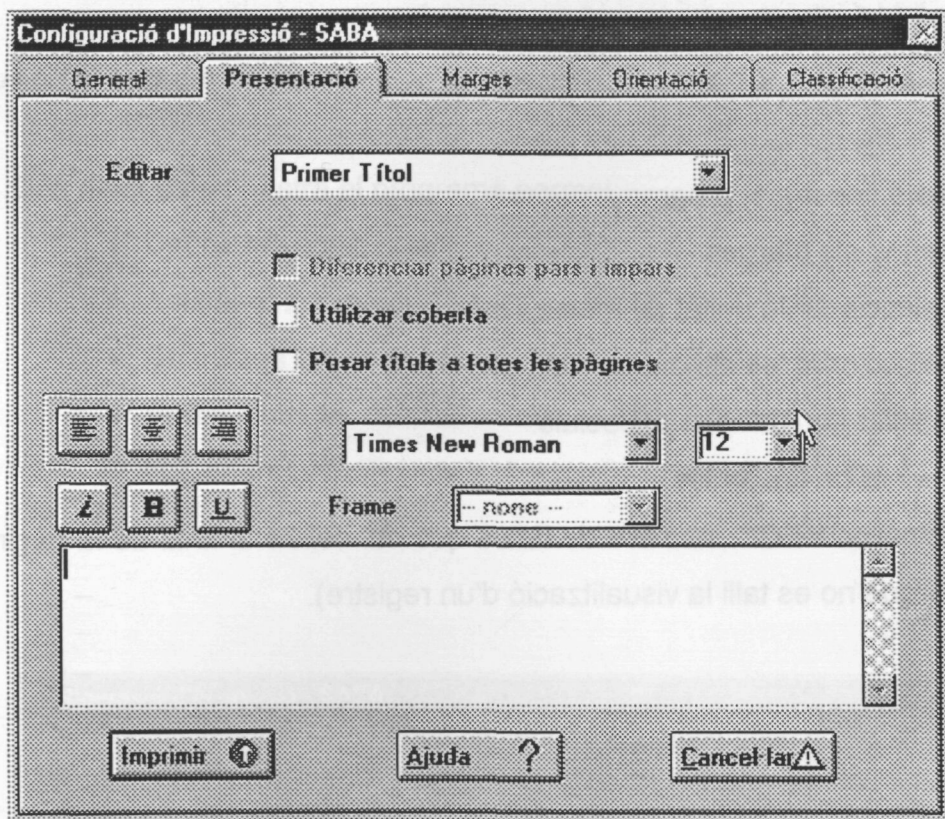 Configuració d'Impressió - SABA
General Presentació Marges Orientació Classificació
Editar Primer Títol
Diferenciar pàgines pars i impars
Utilitzar coberta
Posar títols a totes les pàgines
Times New Roman 12
i B U Frame -- none --
no es talli la visualització d'un registre)
Imprimir Ajuda ? Cancel·lar